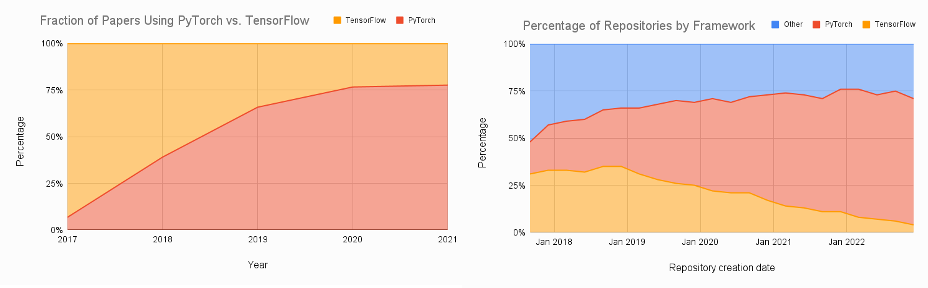 Fraction of Papers Using PyTorch vs. TensorFlow
TensorFlow
PyTorch
100%
75%
50%
25%
0%
Percentage
2017
2018
2019
2020
2021
Year
Percentage of Repositories by Framework
Other
PyTorch
TensorFlow
100%
75%
50%
25%
0%
Percentage
Jan 2018
Jan 2019
Jan 2020
Jan 2021
Jan 2022
Repository creation date